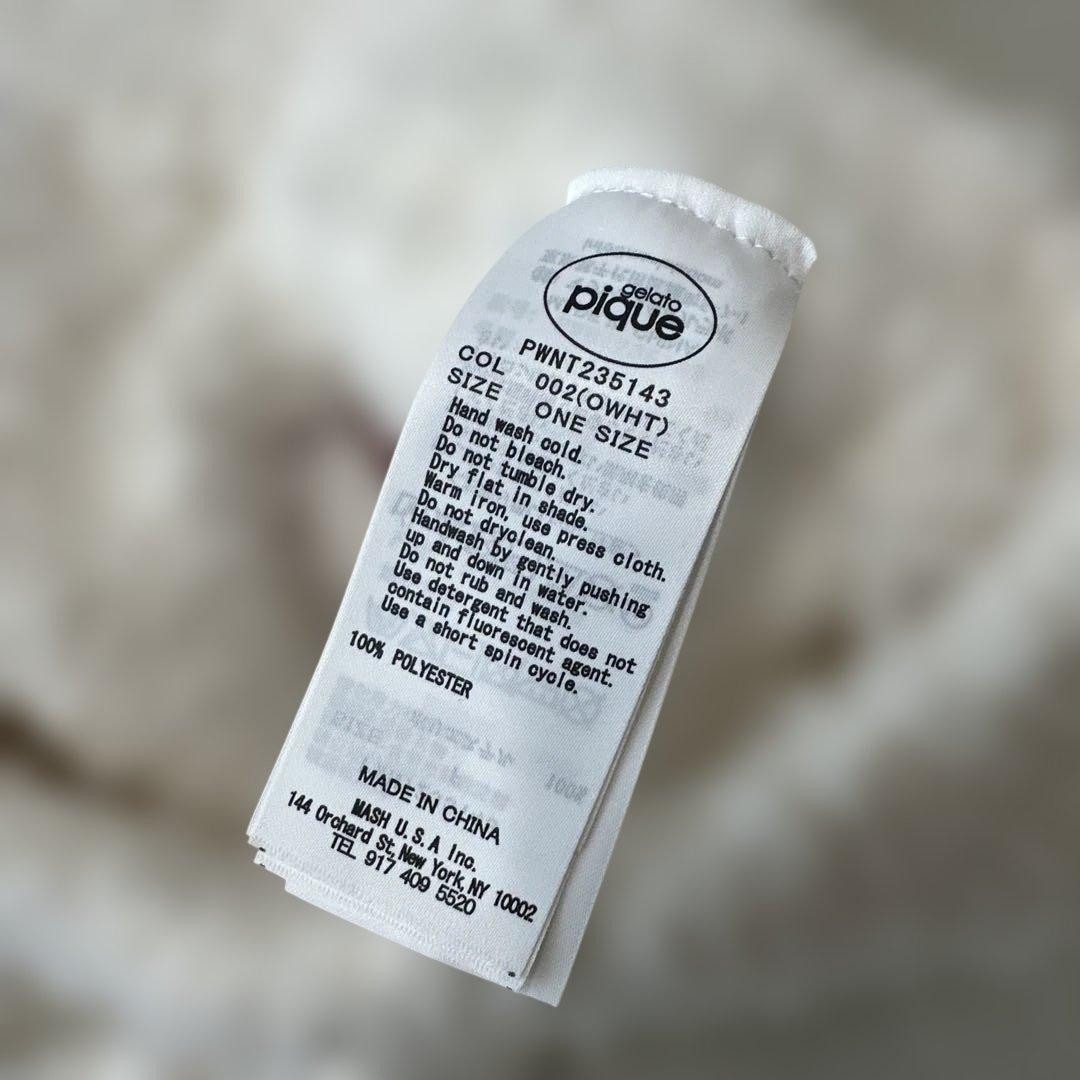 gelato
pique
PWNT235143
COL 002(OWHT)
SIZE ONE SIZE
Hand wash cold.
Do not bleach.
Do not tumble dry.
Dry flat in shade.
Warm iron, use press cloth.
Do not dryclean.
Handwash by gently pushing
up and down in water.
Do not rub and wash.
Use detergent that does not
contain fluorescent agent.
Use a short spin cycle.
100% POLYESTER
MADE IN CHINA
MASH U.S.A Inc.
144 Orchard St, New York, NY 10002
TEL 917 409 5520